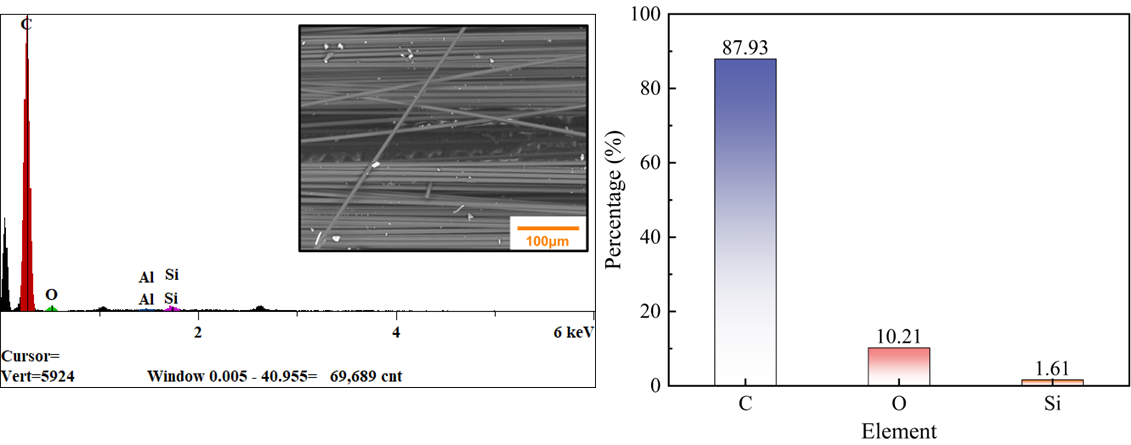 C
O
Al Si
Al Si
2 4 6 keV
Cursor=
Vert=5924 Window 0.005 - 40.955= 69,689 cnt
100μm
Percentage (%)
100
80
60
40
20
0
87.93
10.21
1.61
C O Si
Element